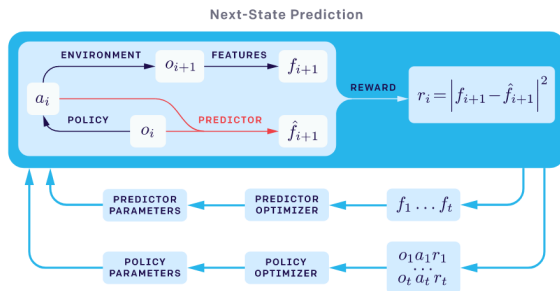 Next-State Prediction
ENVIRONMENT
FEATURES
o_{i+1}
f_{i+1}
a_i
REWARD
r_i = |f_{i+1} − f̂_{i+1}|^2
POLICY
o_i
PREDICTOR
f̂_{i+1}
PREDICTOR
PARAMETERS
PREDICTOR
OPTIMIZER
f_1 ... f_t
POLICY
PARAMETERS
POLICY
OPTIMIZER
o_1 a_1 r_1
...
o_t a_t r_t